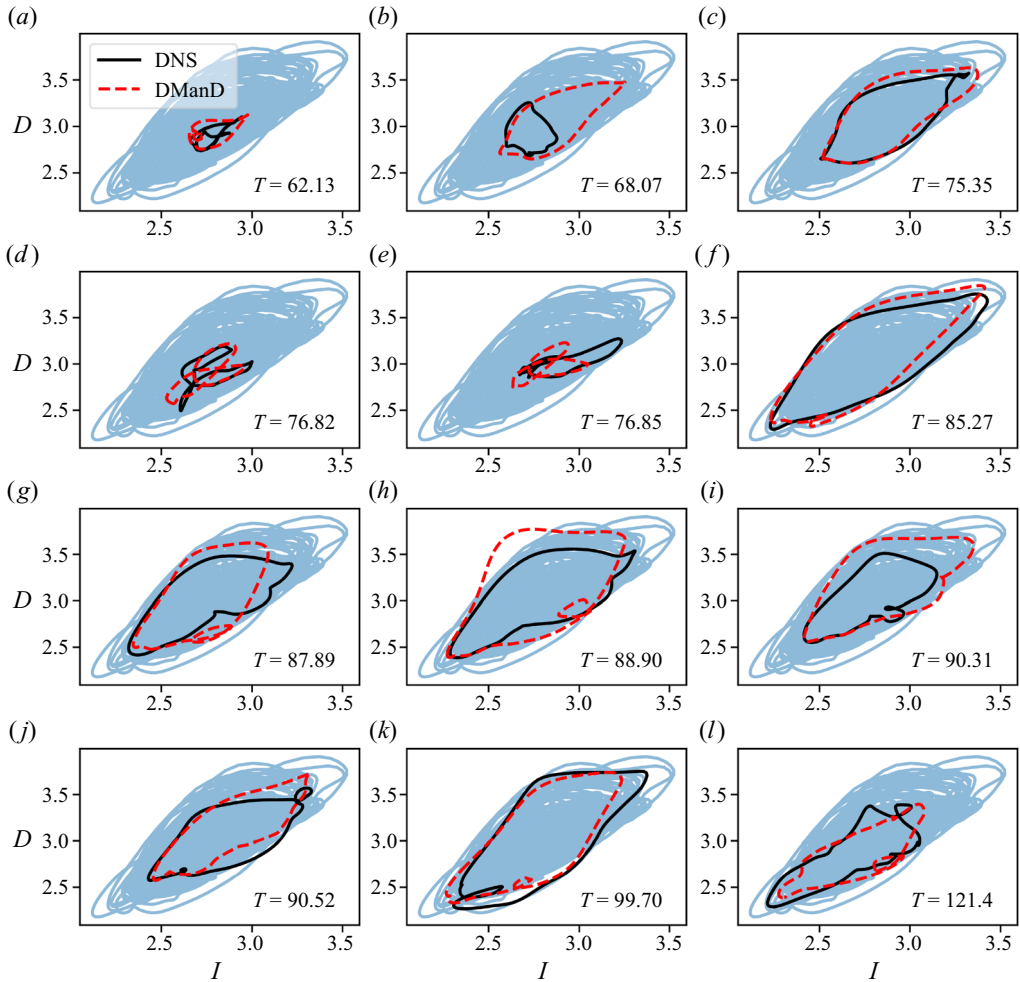 (a) (b) (c)
DNS
DManD
3.5
3.0
2.5
D
T = 62.13 T = 68.07 T = 75.35
2.5 3.0 3.5 2.5 3.0 3.5 2.5 3.0 3.5
(d) (e) (f)
3.5
3.0
2.5
D
T = 76.82 T = 76.85 T = 85.27
2.5 3.0 3.5 2.5 3.0 3.5 2.5 3.0 3.5
(g) (h) (i)
3.5
3.0
2.5
D
T = 87.89 T = 88.90 T = 90.31
2.5 3.0 3.5 2.5 3.0 3.5 2.5 3.0 3.5
(j) (k) (l)
3.5
3.0
2.5
D
T = 90.52 T = 99.70 T = 121.4
2.5 3.0 3.5 2.5 3.0 3.5 2.5 3.0 3.5
I I I